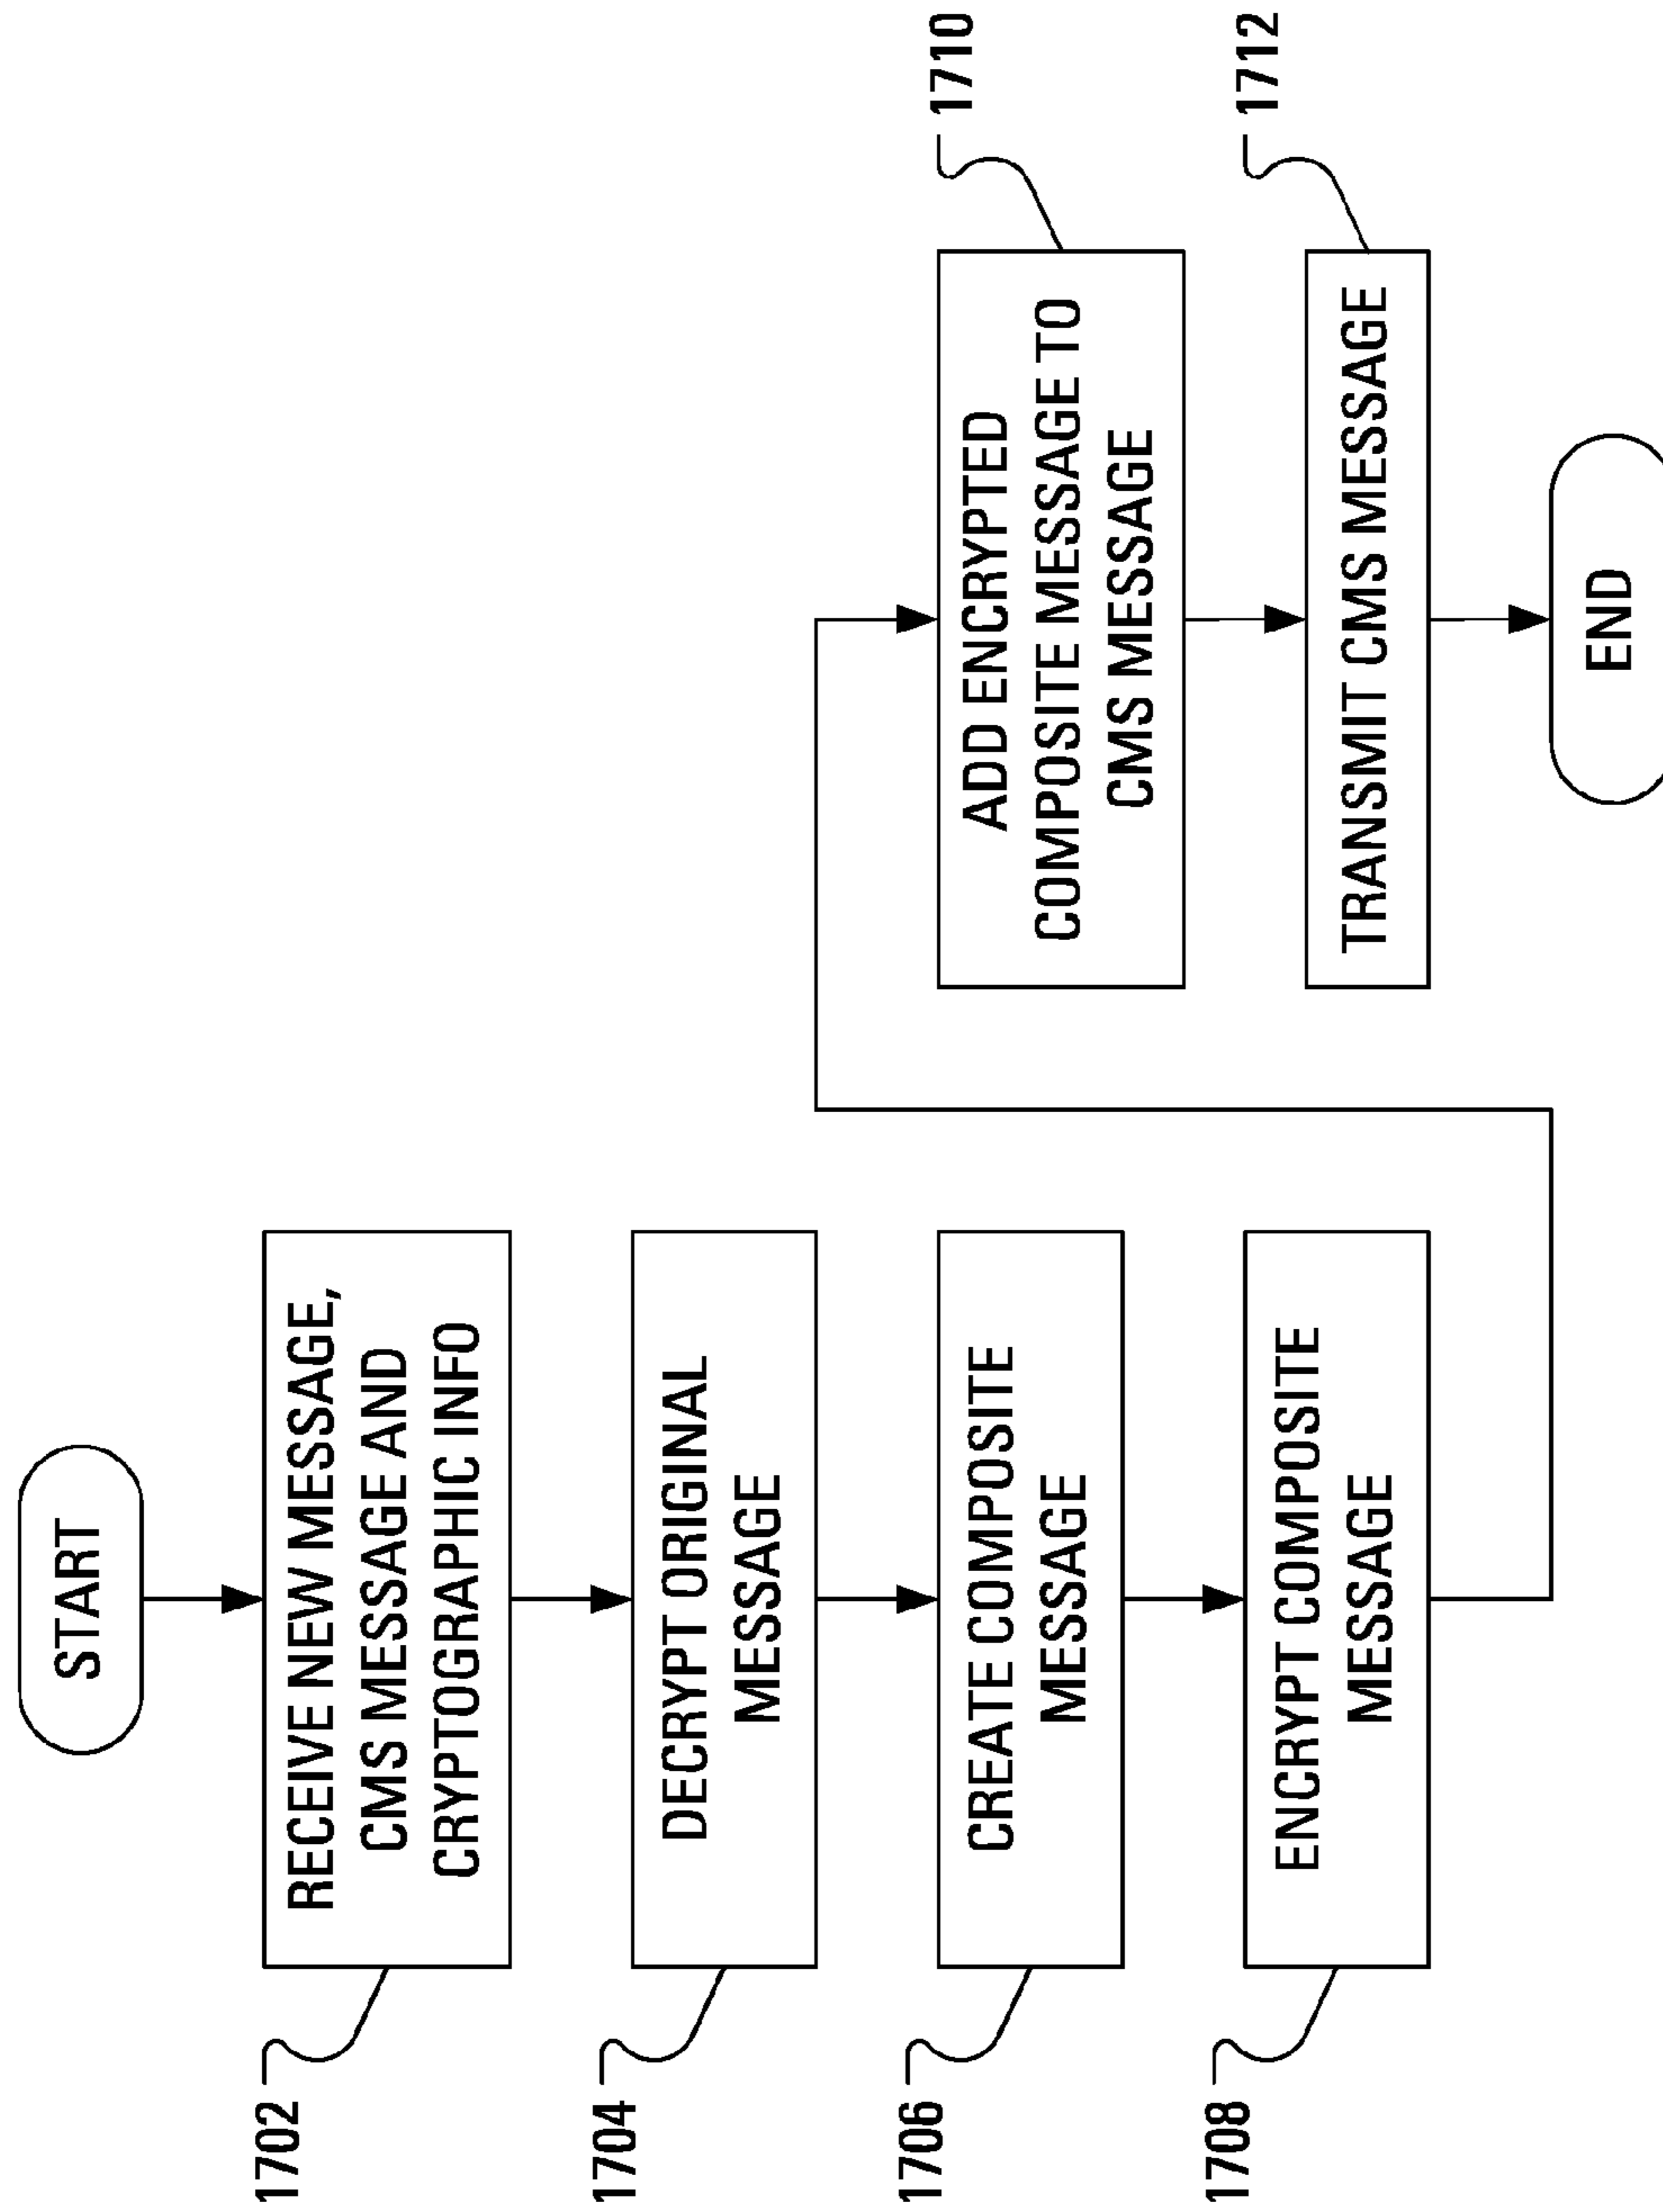 START
1702
RECEIVE NEW MESSAGE,
CMS MESSAGE AND
CRYPTOGRAPHIC INFO
1704
DECRYPT ORIGINAL
MESSAGE
1706
CREATE COMPOSITE
MESSAGE
1708
ENCRYPT COMPOSITE
MESSAGE
1710
ADD ENCRYPTED
COMPOSITE MESSAGE TO
CMS MESSAGE
1712
TRANSMIT CMS MESSAGE
END